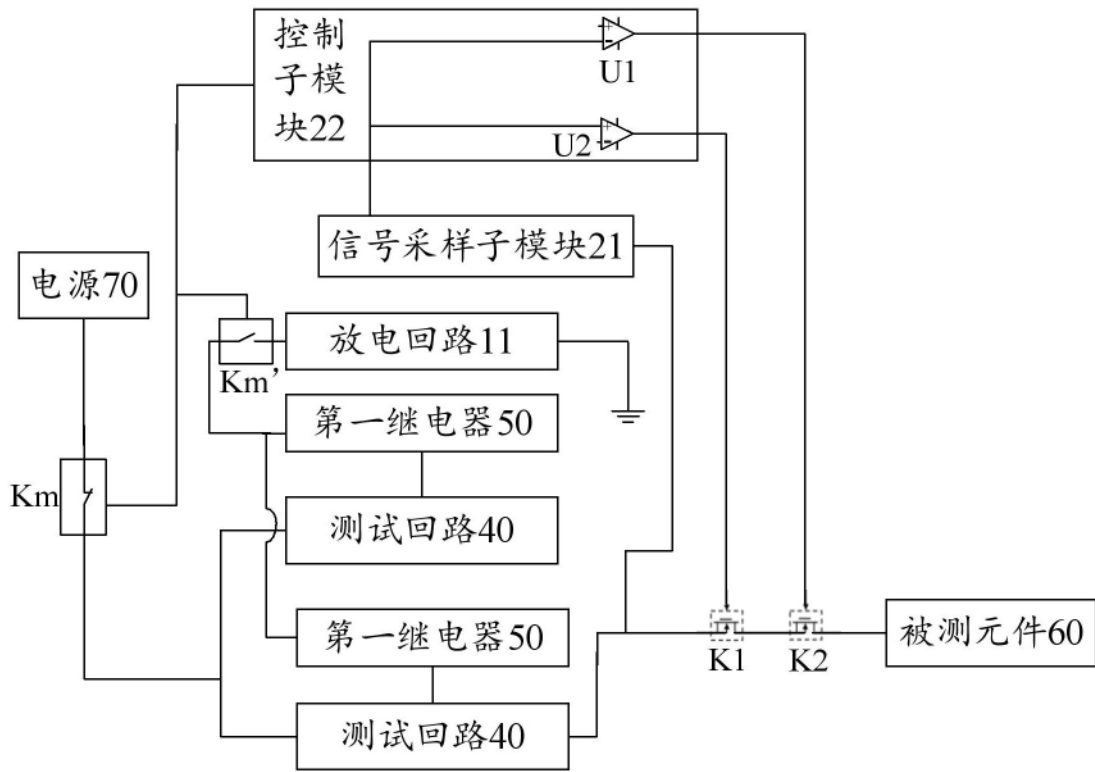 控制
子模
块22
+
-
U1
+
-
U2
信号采样子模块21
电源70
放电回路11
Km’
第一继电器50
Km
测试回路40
第一继电器50
被测元件60
K1
K2
测试回路40